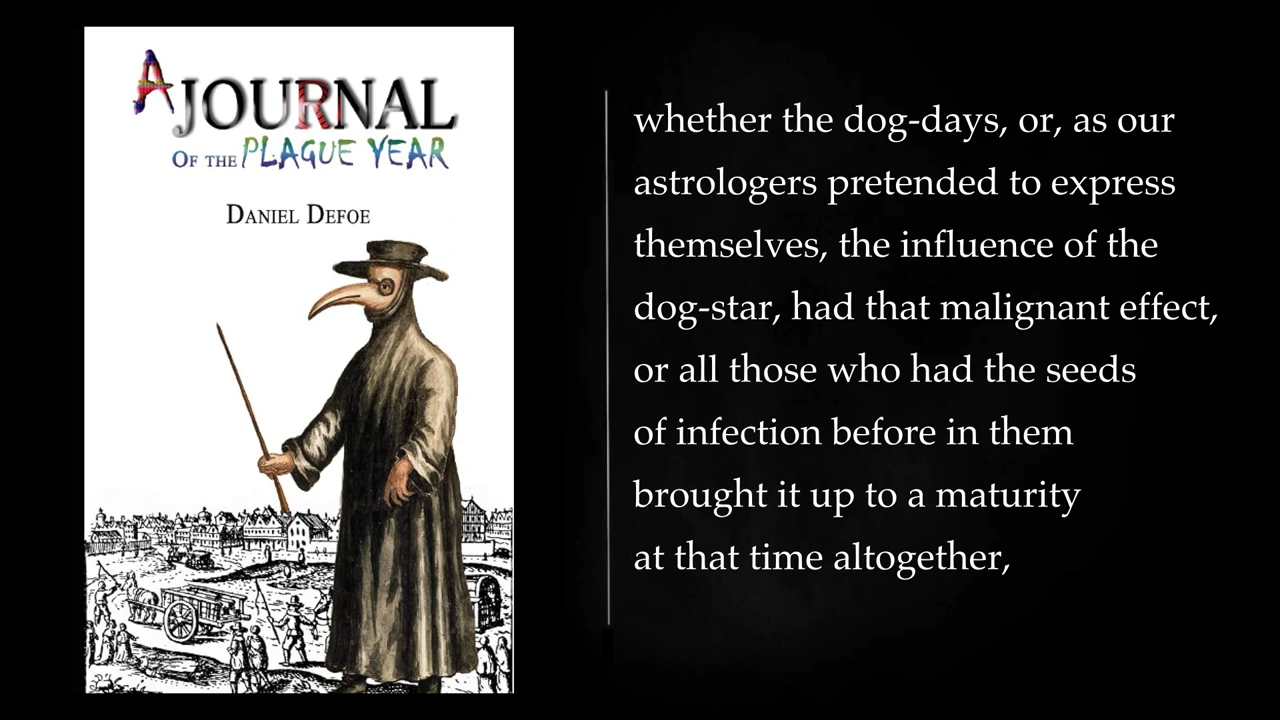 A JOURNAL
OF THE PLAGUE YEAR
DANIEL DEFOE
whether the dog-days, or, as our
astrologers pretended to express
themselves, the influence of the
dog-star, had that malignant effect,
or all those who had the seeds
of infection before in them
brought it up to a maturity
at that time altogether,